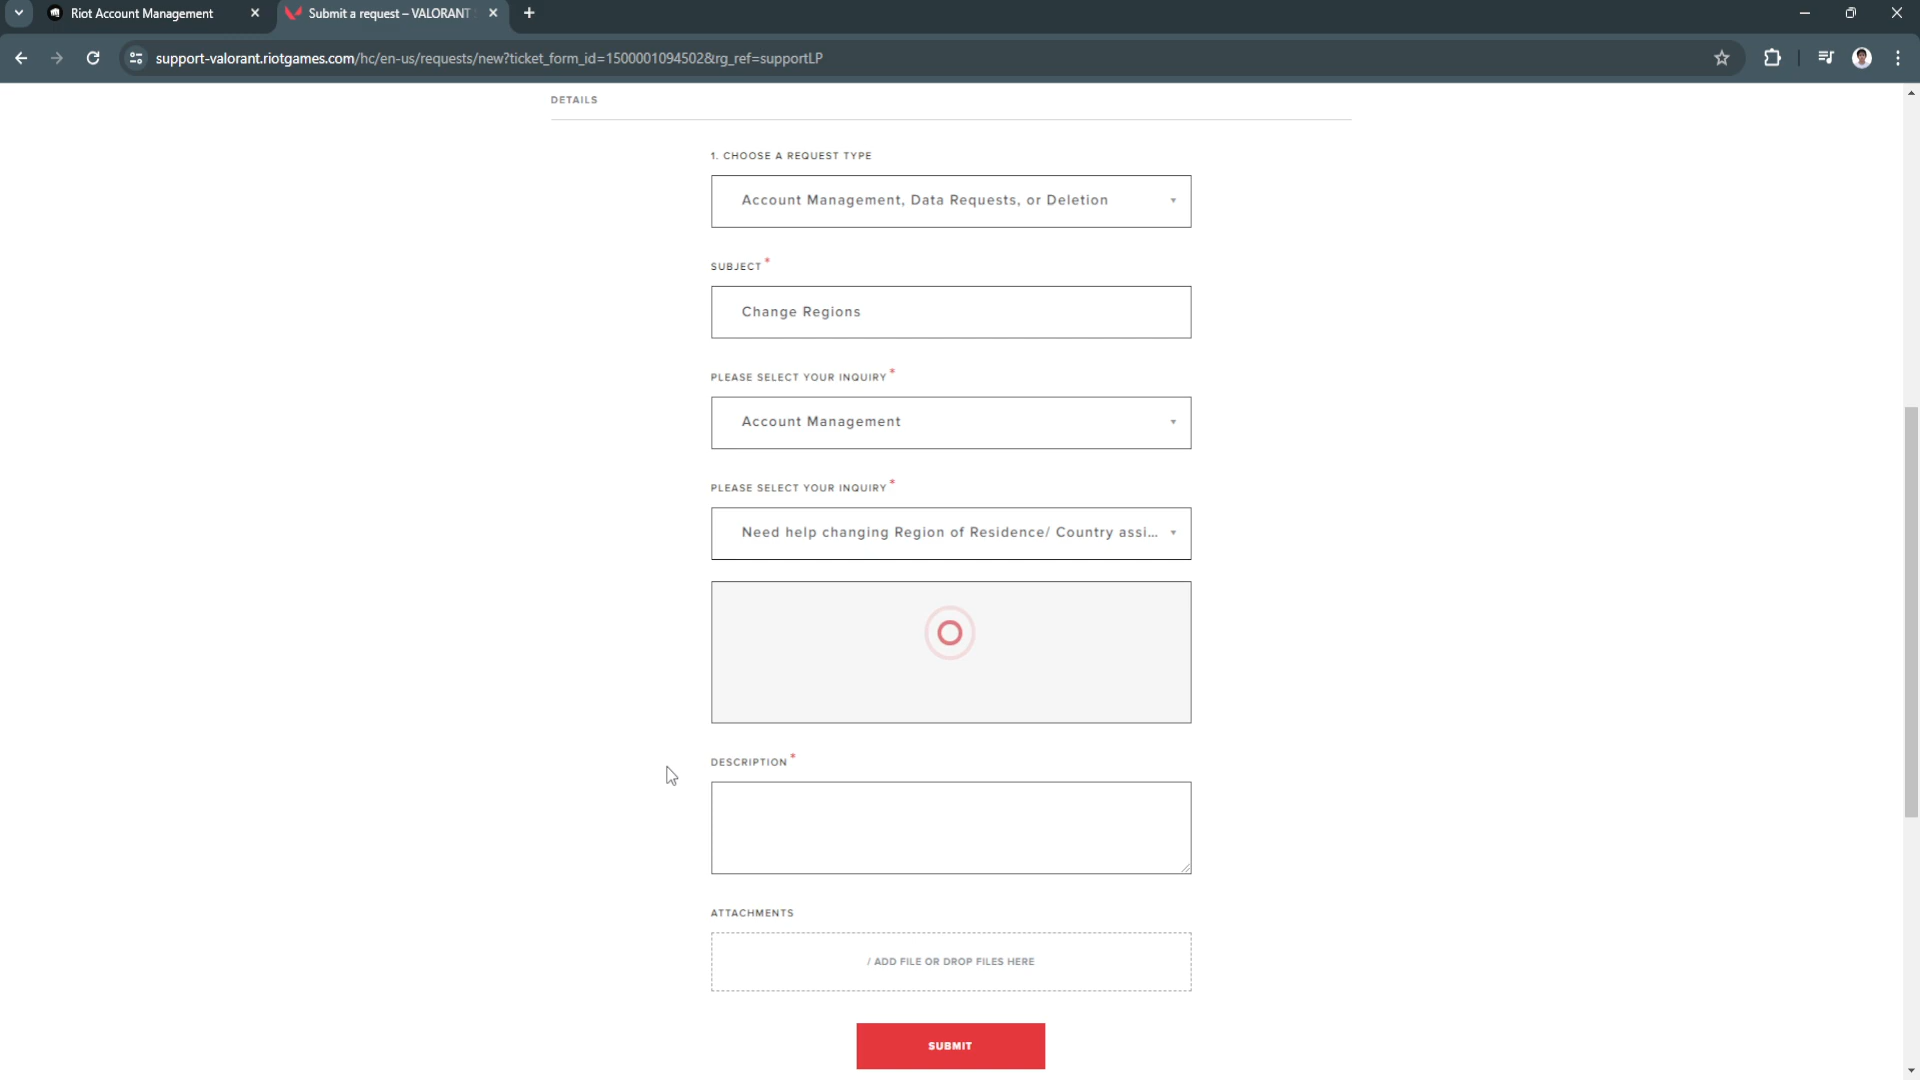 Riot Account Management
Submit a request – VALORANT
support-valorant.riotgames.com/hc/en-us/requests/new?ticket_form_id=1500001094502&rg_ref=supportLP
DETAILS
1. CHOOSE A REQUEST TYPE
Account Management, Data Requests, or Deletion
SUBJECT*
Change Regions
PLEASE SELECT YOUR INQUIRY*
Account Management
PLEASE SELECT YOUR INQUIRY*
Need help changing Region of Residence/ Country assi...
DESCRIPTION*
ATTACHMENTS
/ ADD FILE OR DROP FILES HERE
SUBMIT